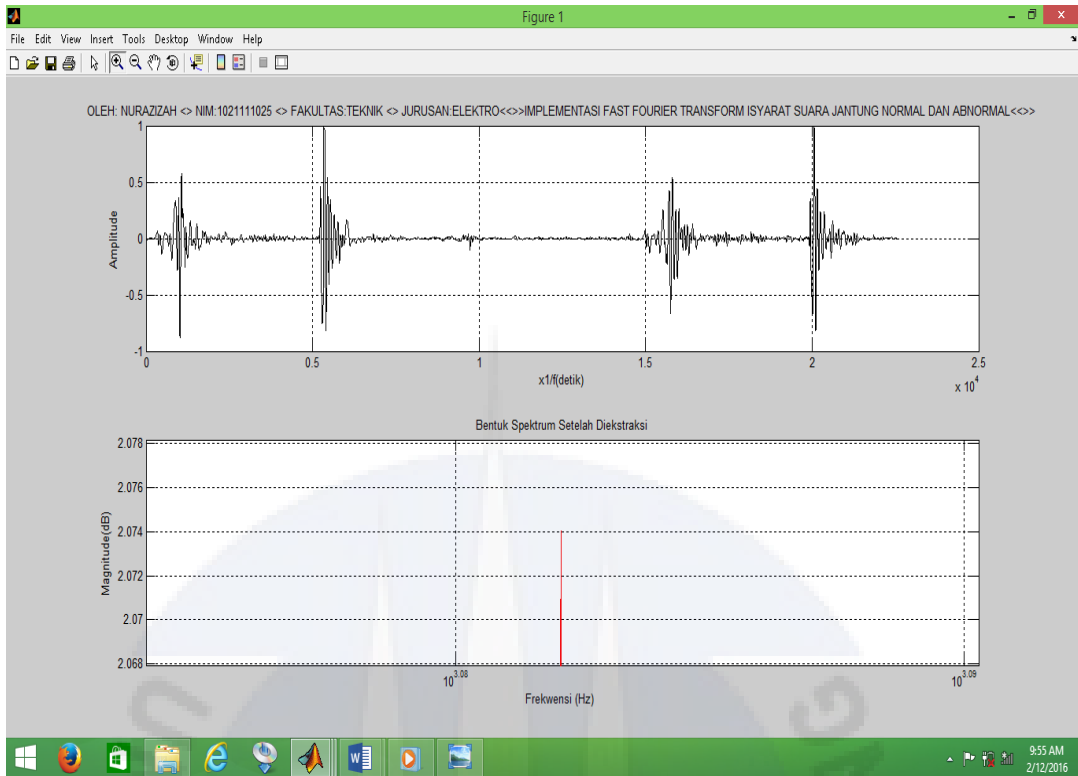 Figure 1
File Edit View Insert Tools Desktop Window Help
OLEH: NURAZIZAH <> NIM:1021111025 <> FAKULTAS:TEKNIK <> JURUSAN:ELEKTRO<<>>IMPLEMENTASI FAST FOURIER TRANSFORM ISYARAT SUARA JANTUNG NORMAL DAN ABNORMAL<<>>
1
0.5
0
-0.5
-1
Amplitude
0 0.5 1 1.5 2 2.5
x1/f(detik)
x 10^4
Bentuk Spektrum Setelah Diekstraksi
2.078
2.076
2.074
2.072
2.07
2.068
Magnitude(dB)
10^3.08 10^3.09
Frekwensi (Hz)
9:55 AM
2/12/2016